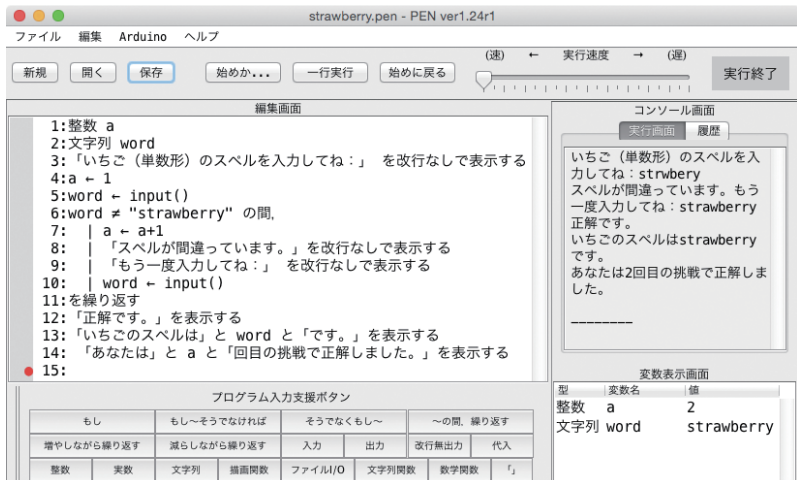 strawberry.pen - PEN ver1.24r1
ファイル 編集 Arduino ヘルプ
新規 開く 保存 始めか... 一行実行 始めに戻る
(速) ← 実行速度 → (遅)
実行終了
編集画面
1:整数 a
2:文字列 word
3:「いちご（単数形）のスペルを入力してね：」 を改行なしで表示する
4:a ← 1
5:word ← input()
6:word ≠ "strawberry" の間,
7: | a ← a+1
8: | 「スペルが間違っています。」を改行なしで表示する
9: | 「もう一度入力してね：」 を改行なしで表示する
10: | word ← input()
11:を繰り返す
12:「正解です。」を表示する
13:「いちごのスペルは」と word と「です。」を表示する
14: 「あなたは」と a と「回目の挑戦で正解しました。」を表示する
15:
コンソール画面
実行画面 履歴
いちご（単数形）のスペルを入
力してね：strwbery
スペルが間違っています。もう
一度入力してね：strawberry
正解です。
いちごのスペルはstrawberry
です。
あなたは2回目の挑戦で正解しま
した。
--------
プログラム入力支援ボタン
もし もし〜そうでなければ そうでなくもし〜 〜の間, 繰り返す
増やしながら繰り返す 減らしながら繰り返す 入力 出力 改行無出力 代入
整数 実数 文字列 描画関数 ファイルI/O 文字列関数 数学関数 「」
変数表示画面
型 変数名 値
整数 a 2
文字列 word strawberry